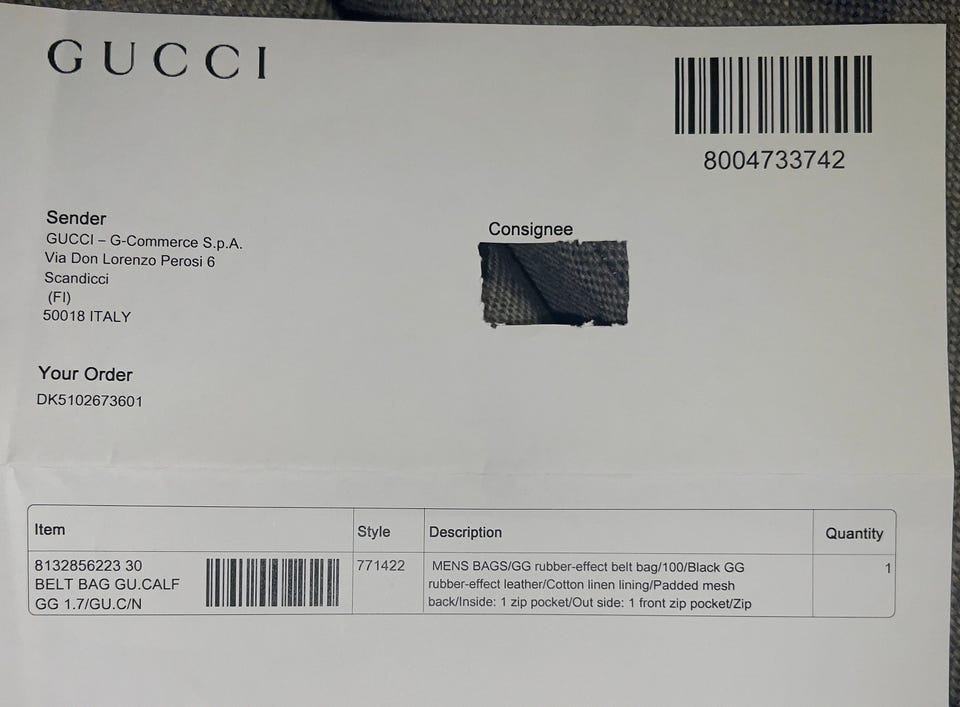 GUCCI
8004733742
Sender
GUCCI – G-Commerce S.p.A.
Via Don Lorenzo Perosi 6
Scandicci
(FI)
50018 ITALY
Consignee
Your Order
DK5102673601
Item
Style
Description
Quantity
8132856223 30
BELT BAG GU.CALF
GG 1.7/GU.C/N
771422
MENS BAGS/GG rubber-effect belt bag/100/Black GG
rubber-effect leather/Cotton linen lining/Padded mesh
back/Inside: 1 zip pocket/Out side: 1 front zip pocket/Zip
1